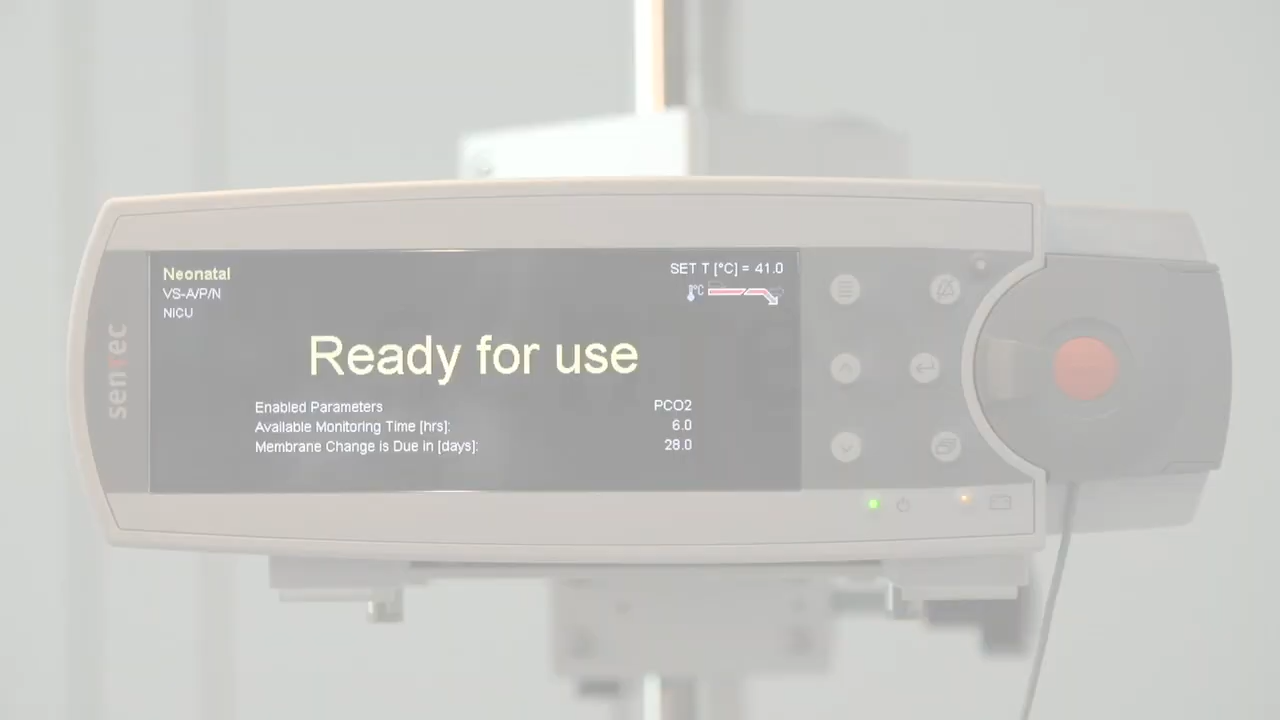 Neonatal
VS-A/P/N
NICU
SET T [°C] = 41.0
°C
Ready for use
Enabled Parameters PCO2
Available Monitoring Time [hrs]: 6.0
Membrane Change is Due in [days]: 28.0
sentec